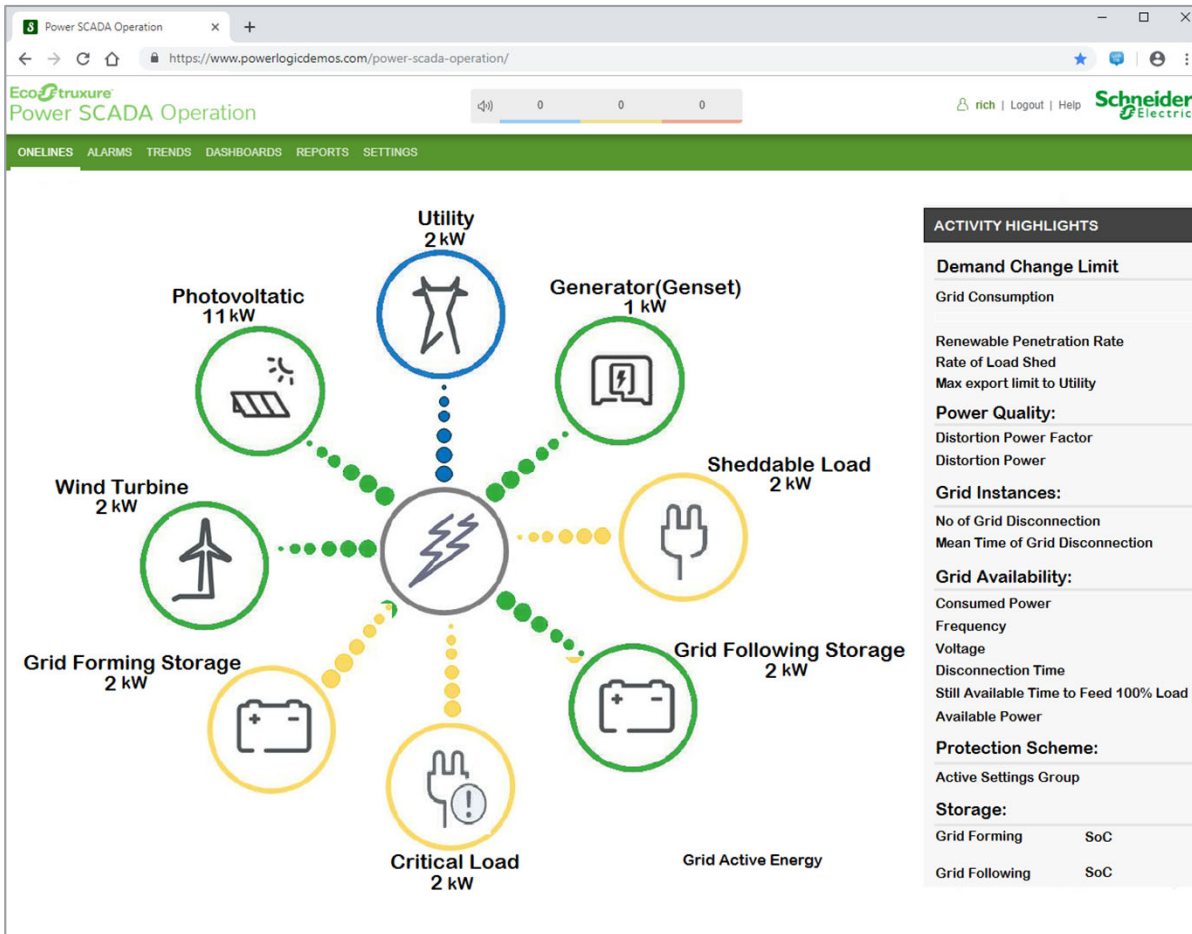 Power SCADA Operation
https://www.powerlogicdemos.com/power-scada-operation/
EcoStruxure
Power SCADA Operation
0 0 0
rich | Logout | Help
Schneider
Electric
ONELINES ALARMS TRENDS DASHBOARDS REPORTS SETTINGS
Utility
2 kW
Photovoltatic
11 kW
Generator(Genset)
1 kW
Wind Turbine
2 kW
Sheddable Load
2 kW
Grid Forming Storage
2 kW
Grid Following Storage
2 kW
Critical Load
2 kW
Grid Active Energy
ACTIVITY HIGHLIGHTS
Demand Change Limit
Grid Consumption
Renewable Penetration Rate
Rate of Load Shed
Max export limit to Utility
Power Quality:
Distortion Power Factor
Distortion Power
Grid Instances:
No of Grid Disconnection
Mean Time of Grid Disconnection
Grid Availability:
Consumed Power
Frequency
Voltage
Disconnection Time
Still Available Time to Feed 100% Load
Available Power
Protection Scheme:
Active Settings Group
Storage:
Grid Forming SoC
Grid Following SoC